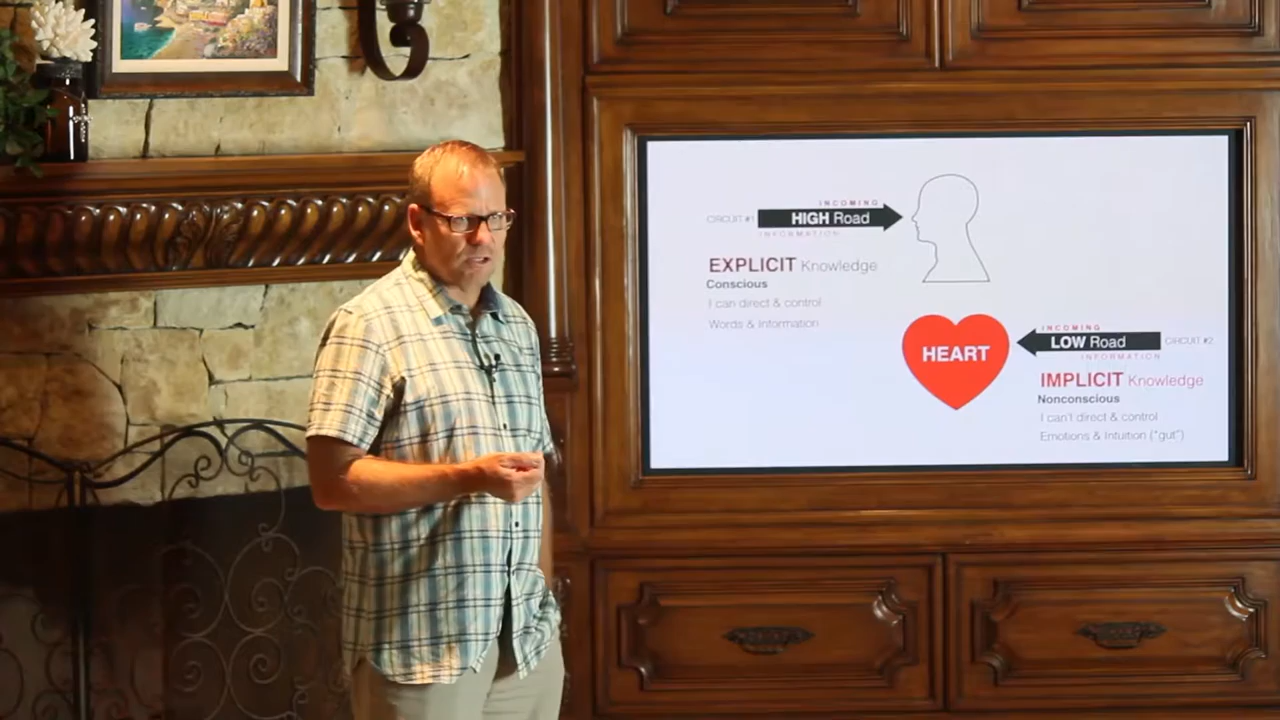 INCOMING
CIRCUIT #1 HIGH Road
INFORMATION
EXPLICIT Knowledge
Conscious
I can direct & control
Words & Information
INCOMING
HEART LOW Road CIRCUIT #2
INFORMATION
IMPLICIT Knowledge
Nonconscious
I can't direct & control
Emotions & Intuition ("gut")